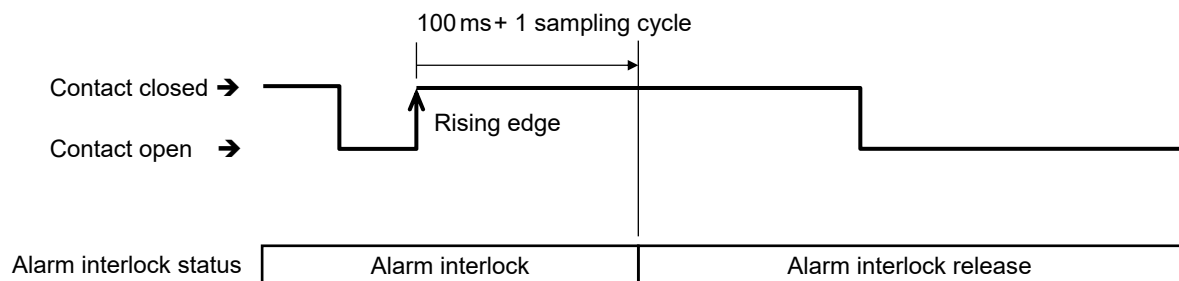 100 ms + 1 sampling cycle
Contact closed ➔
Rising edge
Contact open ➔
Alarm interlock status
Alarm interlock
Alarm interlock release